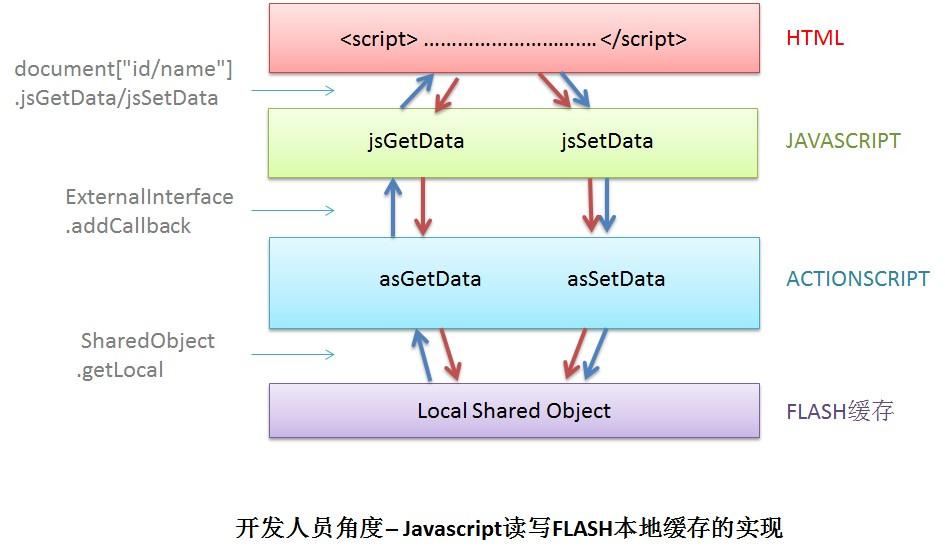 <script> ……………………………. </script>
HTML
document["id/name"]
.jsGetData/jsSetData
jsGetData
jsSetData
JAVASCRIPT
ExternalInterface
.addCallback
asGetData
asSetData
ACTIONSCRIPT
SharedObject
.getLocal
Local Shared Object
FLASH缓存
开发人员角度– Javascript读写FLASH本地缓存的实现